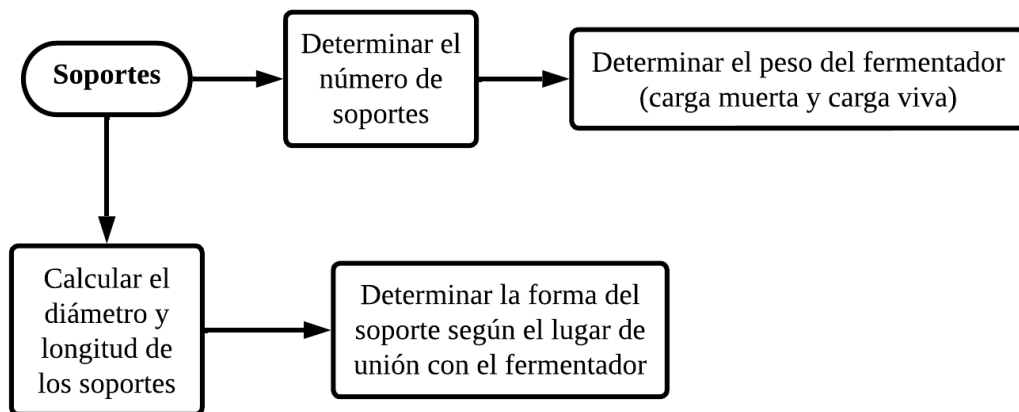 Soportes
Determinar el
número de
soportes
Determinar el peso del fermentador
(carga muerta y carga viva)
Calcular el
diámetro y
longitud de
los soportes
Determinar la forma del
soporte según el lugar de
unión con el fermentador